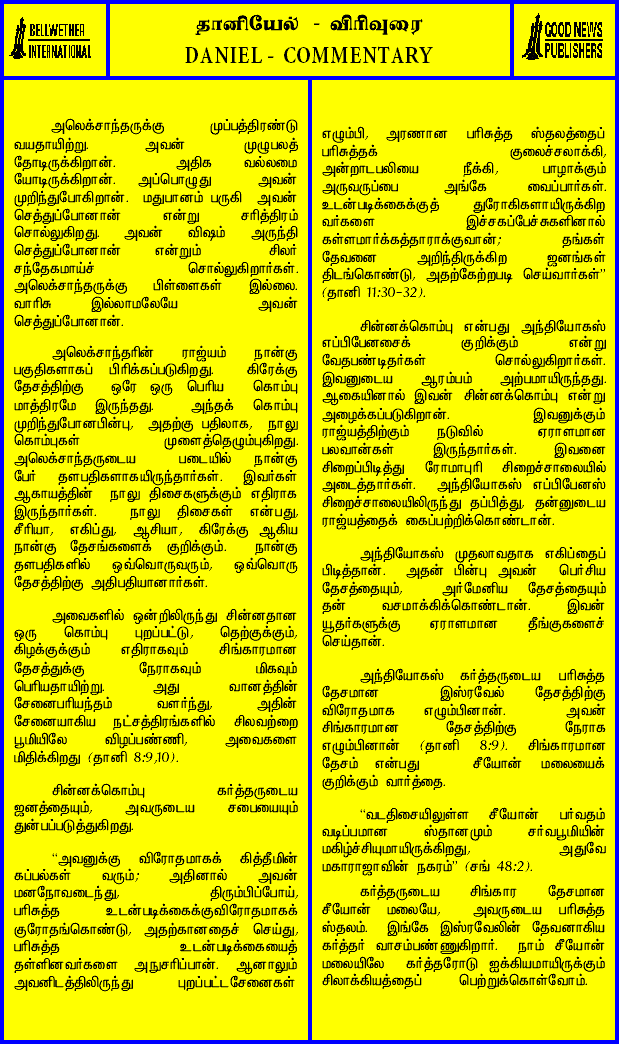 BELLWETHER
INTERNATIONAL
தானியேல் - விரிவுரை
DANIEL - COMMENTARY
GOOD NEWS
PUBLISHERS
அலெக்சாந்தருக்கு முப்பத்திரண்டு
வயதாயிற்று. அவன் முழுபலத்
தோடிருக்கிறான். அதிக வல்லமை
யோடிருக்கிறான். அப்பொழுது அவன்
முறிந்துபோகிறான். மதுபானம் பருகி அவன்
செத்துப்போனான் என்று சரித்திரம்
சொல்லுகிறது. அவன் விஷம் அருந்தி
செத்துப்போனான் என்றும் சிலர்
சந்தேகமாய்ச் சொல்லுகிறார்கள்.
அலெக்சாந்தருக்கு பிள்ளைகள் இல்லை.
வாரிசு இல்லாமலேயே அவன்
செத்துப்போனான்.
அலெக்சாந்தரின் ராஜ்யம் நான்கு
பகுதிகளாகப் பிரிக்கப்படுகிறது. கிரேக்கு
தேசத்திற்கு ஒரே ஒரு பெரிய கொம்பு
மாத்திரமே இருந்தது. அந்தக் கொம்பு
முறிந்துபோனபின்பு, அதற்கு பதிலாக, நாலு
கொம்புகள் முளைத்தெழும்புகிறது.
அலெக்சாந்தருடைய படையில் நான்கு
பேர் தளபதிகளாகயிருந்தார்கள். இவர்கள்
ஆகாயத்தின் நாலு திசைகளுக்கும் எதிராக
இருந்தார்கள். நாலு திசைகள் என்பது,
சீரியா, எகிப்து, ஆசியா, கிரேக்கு ஆகிய
நான்கு தேசங்களைக் குறிக்கும். நான்கு
தளபதிகளில் ஒவ்வொருவரும், ஒவ்வொரு
தேசத்திற்கு அதிபதியானார்கள்.
அவைகளில் ஒன்றிலிருந்து சின்னதான
ஒரு கொம்பு புறப்பட்டு, தெற்குக்கும்,
கிழக்குக்கும் எதிராகவும் சிங்காரமான
தேசத்துக்கு நேராகவும் மிகவும்
பெரியதாயிற்று. அது வானத்தின்
சேனைபரியந்தம் வளர்ந்து, அதின்
சேனையாகிய நட்சத்திரங்களில் சிலவற்றை
பூமியிலே விழப்பண்ணி, அவைகளை
மிதிக்கிறது (தானி 8:9,10).
சின்னக்கொம்பு கர்த்தருடைய
ஜனத்தையும், அவருடைய சபையையும்
துன்பப்படுத்துகிறது.
“அவனுக்கு விரோதமாகக் கித்தீமின்
கப்பல்கள் வரும்; அதினால் அவன்
மனநோவடைந்து, திரும்பிப்போய்,
பரிசுத்த உடன்படிக்கைக்குவிரோதமாகக்
குரோதங்கொண்டு, அதற்கானதைச் செய்து,
பரிசுத்த உடன்படிக்கையைத்
தள்ளினவர்களை அநுசரிப்பான். ஆனாலும்
அவனிடத்திலிருந்து புறப்பட்டசேனைகள்
எழும்பி, அரணான பரிசுத்த ஸ்தலத்தைப்
பரிசுத்தக் குலைச்சலாக்கி,
அன்றாடபலியை நீக்கி, பாழாக்கும்
அருவருப்பை அங்கே வைப்பார்கள்.
உடன்படிக்கைக்குத் துரோகிகளாயிருக்கிற
வர்களை இச்சகப்பேச்சுகளினால்
கள்ளமார்க்கத்தாராக்குவான்; தங்கள்
தேவனை அறிந்திருக்கிற ஜனங்கள்
திடங்கொண்டு, அதற்கேற்றபடி செய்வார்கள்”
(தானி 11:30-32).
சின்னக்கொம்பு என்பது அந்தியோகஸ்
எப்பிபேனசைக் குறிக்கும் என்று
வேதபண்டிதர்கள் சொல்லுகிறார்கள்.
இவனுடைய ஆரம்பம் அற்பமாயிருந்தது.
ஆகையினால் இவன் சின்னக்கொம்பு என்று
அழைக்கப்படுகிறான். இவனுக்கும்
ராஜ்யத்திற்கும் நடுவில் ஏராளமான
பலவான்கள் இருந்தார்கள். இவனை
சிறைப்பிடித்து ரோமாபுரி சிறைச்சாலையில்
அடைத்தார்கள். அந்தியோகஸ் எப்பிபேனஸ்
சிறைச்சாலையிலிருந்து தப்பித்து, தன்னுடைய
ராஜ்யத்தைக் கைப்பற்றிக்கொண்டான்.
அந்தியோகஸ் முதலாவதாக எகிப்தைப்
பிடித்தான். அதன் பின்பு அவன் பெர்சிய
தேசத்தையும், அர்மேனிய தேசத்தையும்
தன் வசமாக்கிக்கொண்டான். இவன்
யூதர்களுக்கு ஏராளமான தீங்குகளைச்
செய்தான்.
அந்தியோகஸ் கர்த்தருடைய பரிசுத்த
தேசமான இஸ்ரவேல் தேசத்திற்கு
விரோதமாக எழும்பினான். அவன்
சிங்காரமான தேசத்திற்கு நேராக
எழும்பினான் (தானி 8:9). சிங்காரமான
தேசம் என்பது சீயோன் மலையைக்
குறிக்கும் வார்த்தை.
“வடதிசையிலுள்ள சீயோன் பர்வதம்
வடிப்பமான ஸ்தானமும் சர்வபூமியின்
மகிழ்ச்சியுமாயிருக்கிறது, அதுவே
மகாராஜாவின் நகரம்” (சங் 48:2).
கர்த்தருடைய சிங்கார தேசமான
சீயோன் மலையே, அவருடைய பரிசுத்த
ஸ்தலம். இங்கே இஸ்ரவேலின் தேவனாகிய
கர்த்தர் வாசம்பண்ணுகிறார். நாம் சீயோன்
மலையிலே கர்த்தரோடு ஐக்கியமாயிருக்கும்
சிலாக்கியத்தைப் பெற்றுக்கொள்வோம்.